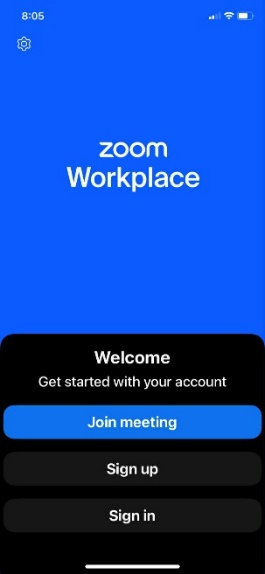 8:05
zoom
Workplace
Welcome
Get started with your account
Join meeting
Sign up
Sign in